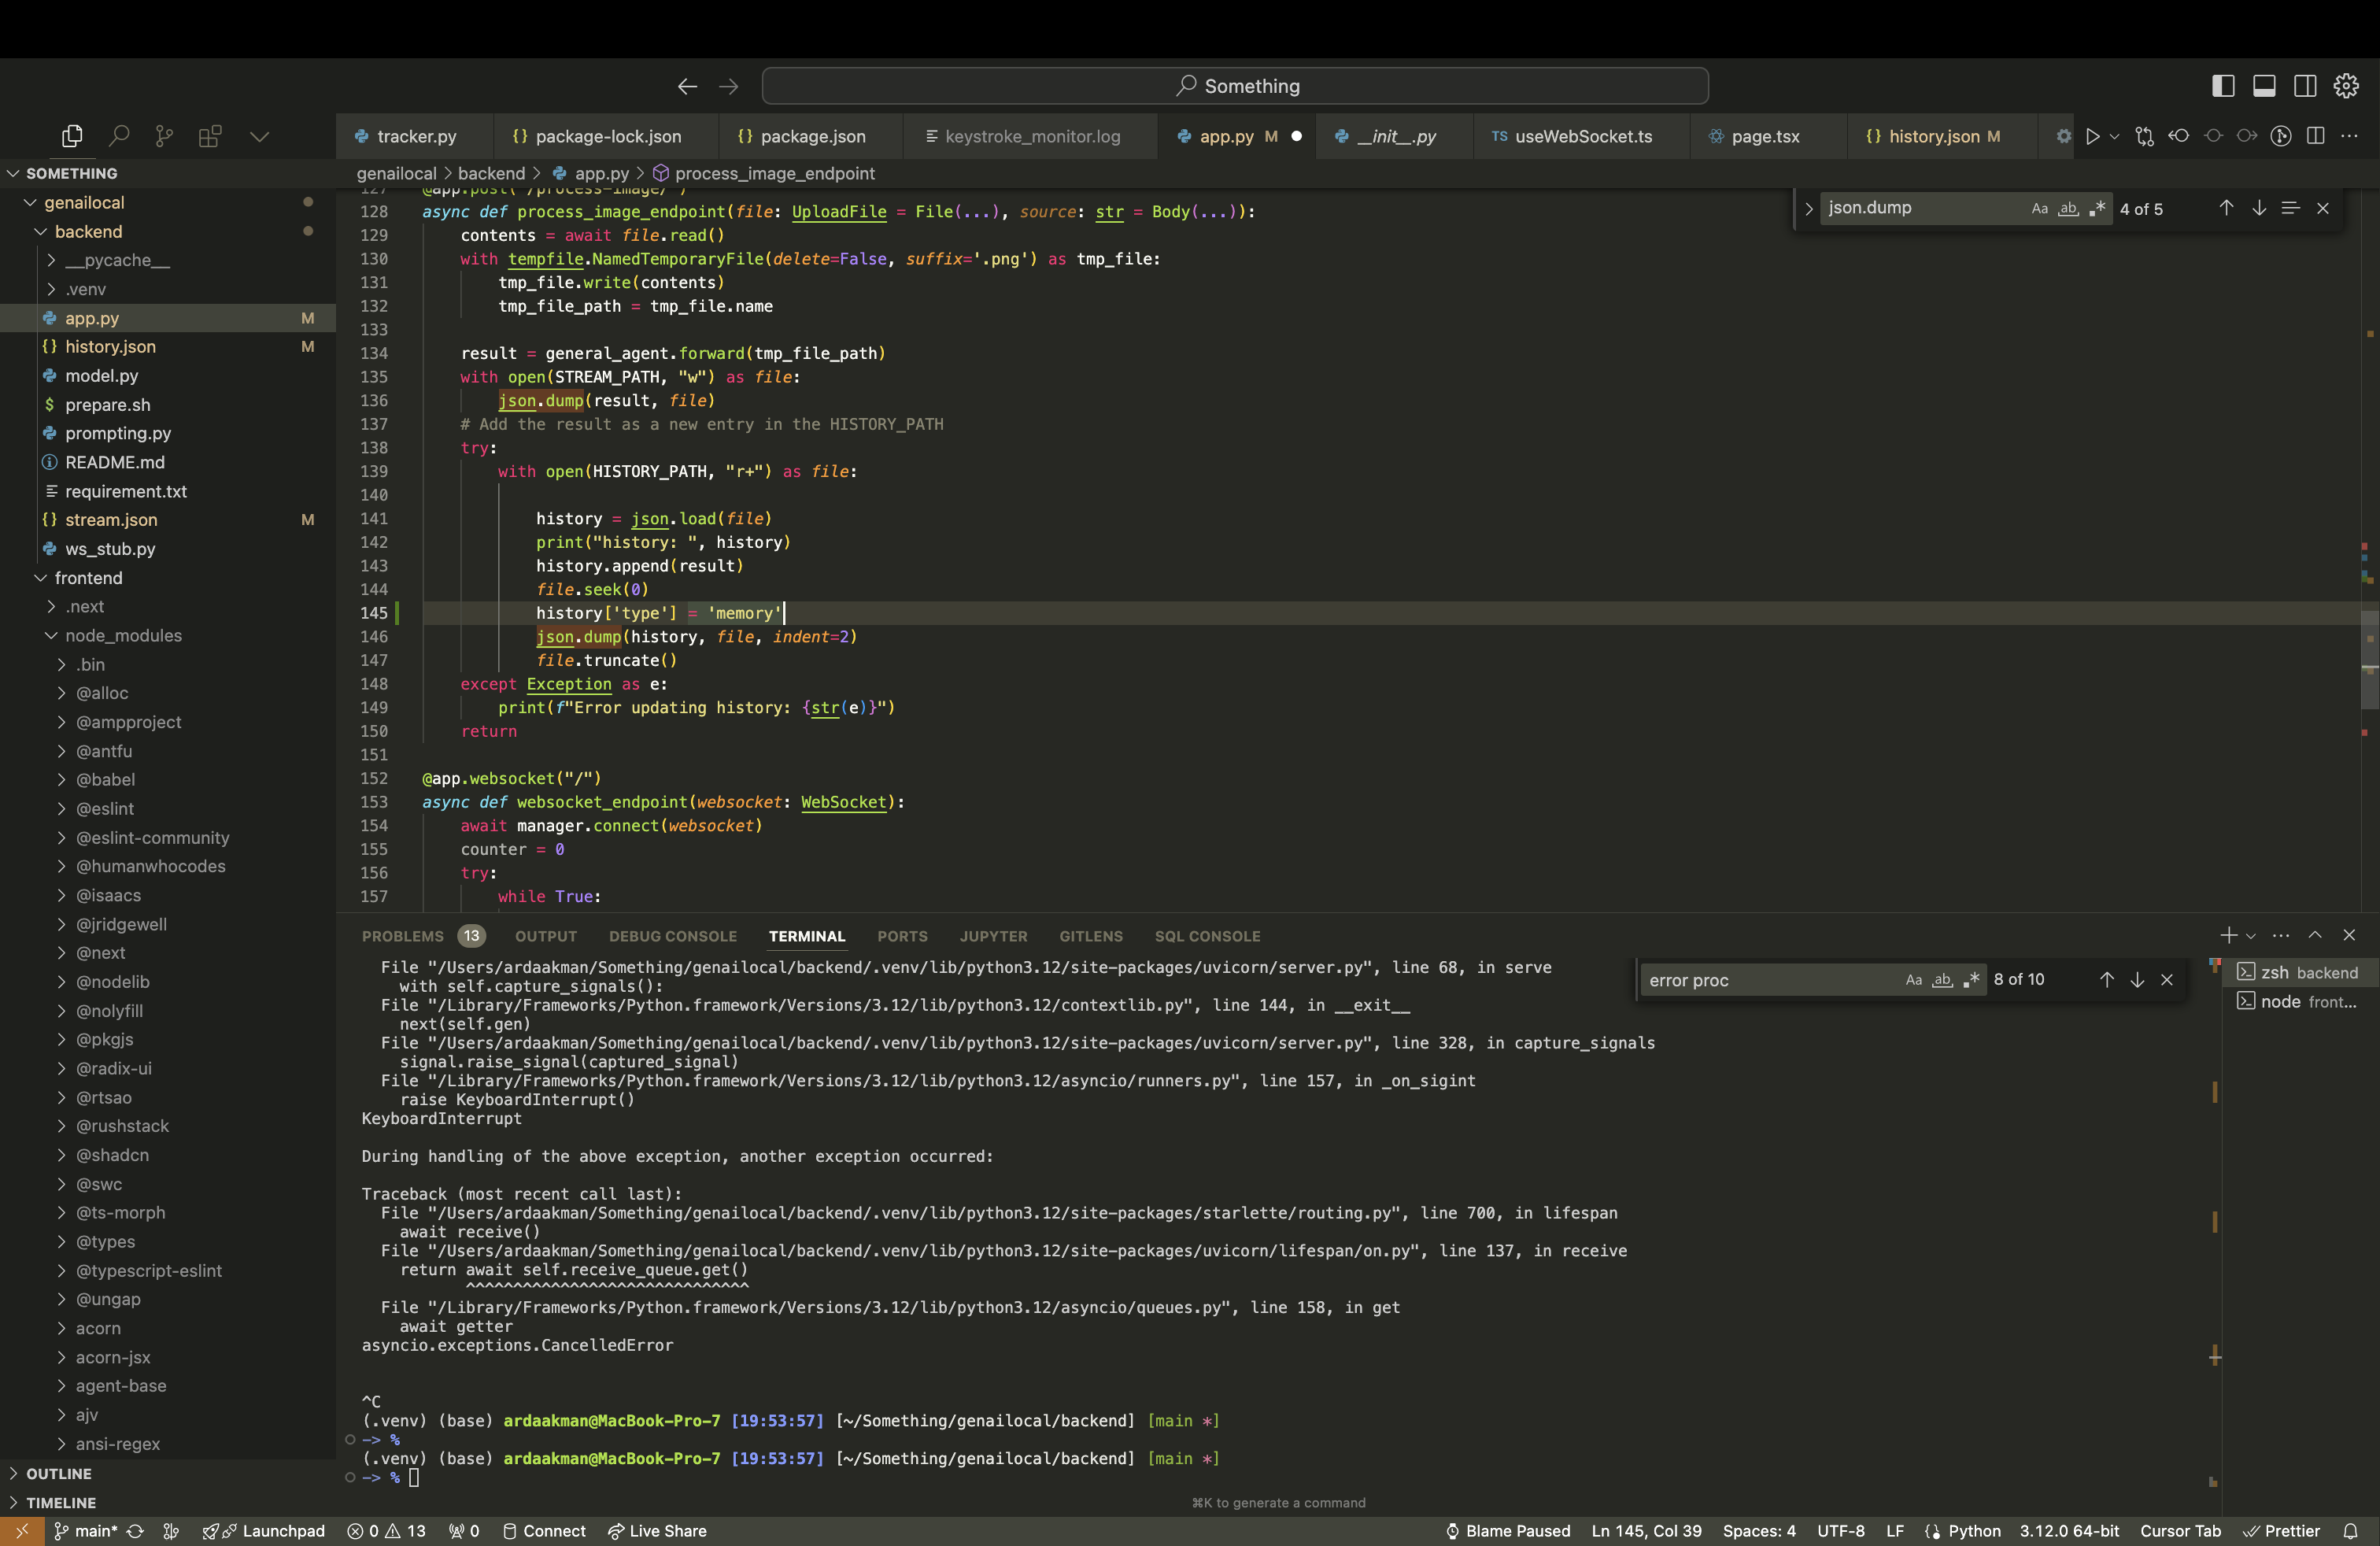 Something
tracker.py
package-lock.json
package.json
keystroke_monitor.log
app.py M
__init__.py
useWebSocket.ts
page.tsx
history.json M
SOMETHING
genailocal
backend
__pycache__
.venv
app.py M
history.json M
model.py
prepare.sh
prompting.py
README.md
requirement.txt
stream.json M
ws_stub.py
frontend
.next
node_modules
.bin
@alloc
@ampproject
@antfu
@babel
@eslint
@eslint-community
@humanwhocodes
@isaacs
@jridgewell
@next
@nodelib
@nolyfill
@pkgjs
@radix-ui
@rtsao
@rushstack
@shadcn
@swc
@ts-morph
@types
@typescript-eslint
@ungap
acorn
acorn-jsx
agent-base
ajv
ansi-regex
OUTLINE
TIMELINE
genailocal > backend > app.py > process_image_endpoint
json.dump Aa ab 4 of 5
127 @app.post("/process-image/")
128 async def process_image_endpoint(file: UploadFile = File(...), source: str = Body(...)):
129     contents = await file.read()
130     with tempfile.NamedTemporaryFile(delete=False, suffix='.png') as tmp_file:
131         tmp_file.write(contents)
132         tmp_file_path = tmp_file.name
133
134     result = general_agent.forward(tmp_file_path)
135     with open(STREAM_PATH, "w") as file:
136         json.dump(result, file)
137     # Add the result as a new entry in the HISTORY_PATH
138     try:
139         with open(HISTORY_PATH, "r+") as file:
140
141             history = json.load(file)
142             print("history: ", history)
143             history.append(result)
144             file.seek(0)
145             history['type'] = 'memory'
146             json.dump(history, file, indent=2)
147             file.truncate()
148     except Exception as e:
149         print(f"Error updating history: {str(e)}")
150     return
151
152 @app.websocket("/")
153 async def websocket_endpoint(websocket: WebSocket):
154     await manager.connect(websocket)
155     counter = 0
156     try:
157         while True:
PROBLEMS 13 OUTPUT DEBUG CONSOLE TERMINAL PORTS JUPYTER GITLENS SQL CONSOLE
error proc Aa ab 8 of 10
zsh backend
node front...
  File "/Users/ardaakman/Something/genailocal/backend/.venv/lib/python3.12/site-packages/uvicorn/server.py", line 68, in serve
    with self.capture_signals():
  File "/Library/Frameworks/Python.framework/Versions/3.12/lib/python3.12/contextlib.py", line 144, in __exit__
    next(self.gen)
  File "/Users/ardaakman/Something/genailocal/backend/.venv/lib/python3.12/site-packages/uvicorn/server.py", line 328, in capture_signals
    signal.raise_signal(captured_signal)
  File "/Library/Frameworks/Python.framework/Versions/3.12/lib/python3.12/asyncio/runners.py", line 157, in _on_sigint
    raise KeyboardInterrupt()
KeyboardInterrupt
During handling of the above exception, another exception occurred:
Traceback (most recent call last):
  File "/Users/ardaakman/Something/genailocal/backend/.venv/lib/python3.12/site-packages/starlette/routing.py", line 700, in lifespan
    await receive()
  File "/Users/ardaakman/Something/genailocal/backend/.venv/lib/python3.12/site-packages/uvicorn/lifespan/on.py", line 137, in receive
    return await self.receive_queue.get()
           ^^^^^^^^^^^^^^^^^^^^^^^^^^^^^^
  File "/Library/Frameworks/Python.framework/Versions/3.12/lib/python3.12/asyncio/queues.py", line 158, in get
    await getter
asyncio.exceptions.CancelledError
^C
(.venv) (base) ardaakman@MacBook-Pro-7 [19:53:57] [~/Something/genailocal/backend] [main *]
-> %
(.venv) (base) ardaakman@MacBook-Pro-7 [19:53:57] [~/Something/genailocal/backend] [main *]
-> %
⌘K to generate a command
main* Launchpad 0 13 0 Connect Live Share Blame Paused Ln 145, Col 39 Spaces: 4 UTF-8 LF Python 3.12.0 64-bit Cursor Tab Prettier